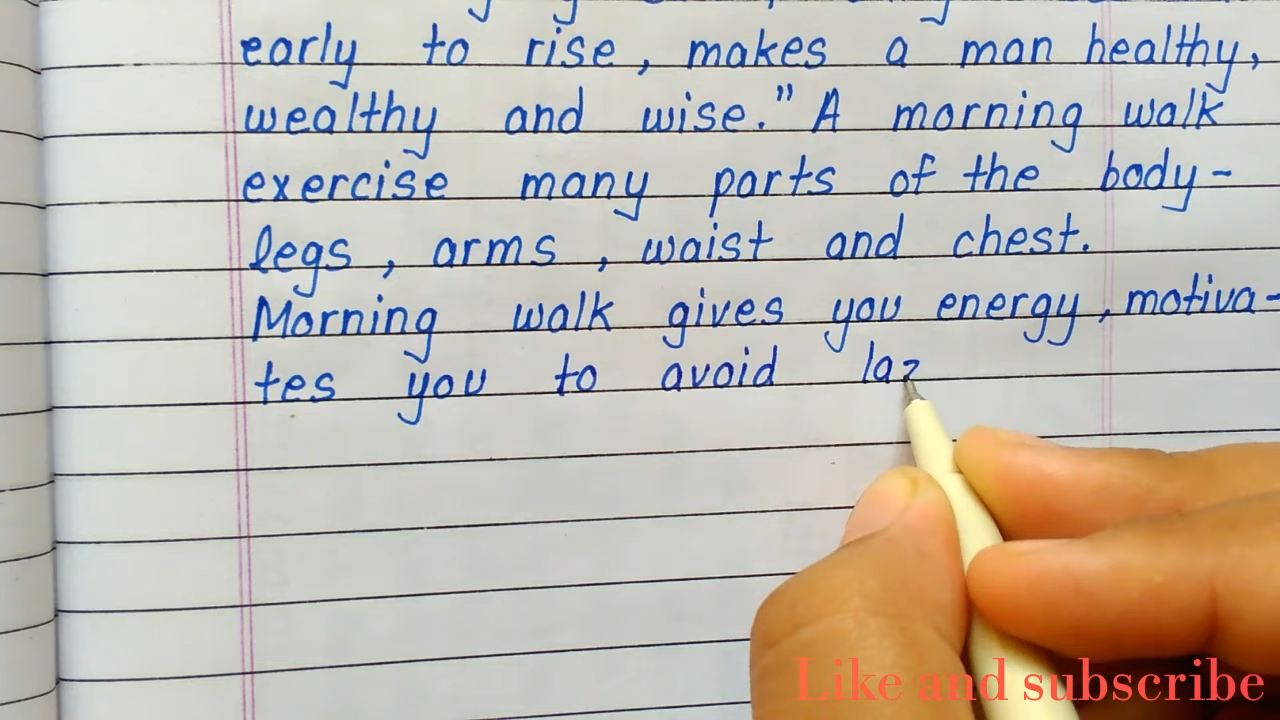 early to rise, makes a man healthy,
wealthy and wise." A morning walk
exercise many parts of the body-
legs, arms, waist and chest.
Morning walk gives you energy, motiva-
tes you to avoid laz
Like and subscribe